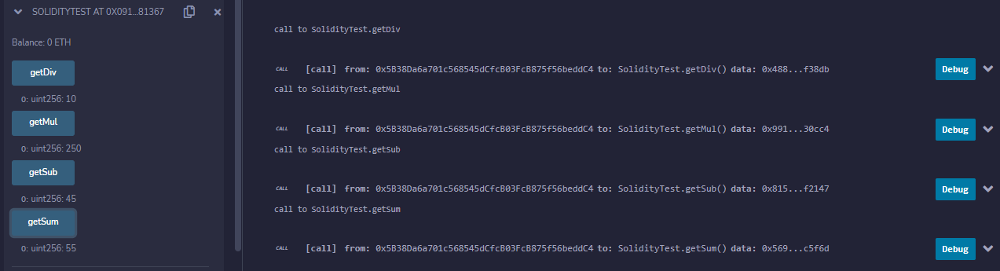 SOLIDITYTEST AT 0X091...81367
Balance: 0 ETH
getDiv
0: uint256: 10
getMul
0: uint256: 250
getSub
0: uint256: 45
getSum
0: uint256: 55
call to SolidityTest.getDiv
CALL [call] from: 0x5B38Da6a701c568545dCfcB03FcB875f56beddC4 to: SolidityTest.getDiv() data: 0x488...f38db Debug
call to SolidityTest.getMul
CALL [call] from: 0x5B38Da6a701c568545dCfcB03FcB875f56beddC4 to: SolidityTest.getMul() data: 0x991...30cc4 Debug
call to SolidityTest.getSub
CALL [call] from: 0x5B38Da6a701c568545dCfcB03FcB875f56beddC4 to: SolidityTest.getSub() data: 0x815...f2147 Debug
call to SolidityTest.getSum
CALL [call] from: 0x5B38Da6a701c568545dCfcB03FcB875f56beddC4 to: SolidityTest.getSum() data: 0x569...c5f6d Debug